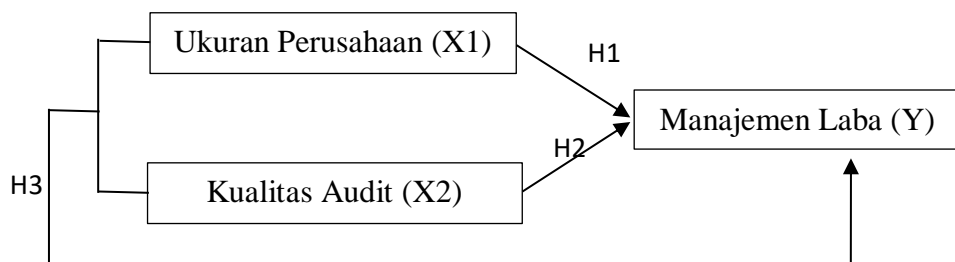 Ukuran Perusahaan (X1)
H1
Manajemen Laba (Y)
H2
H3
Kualitas Audit (X2)